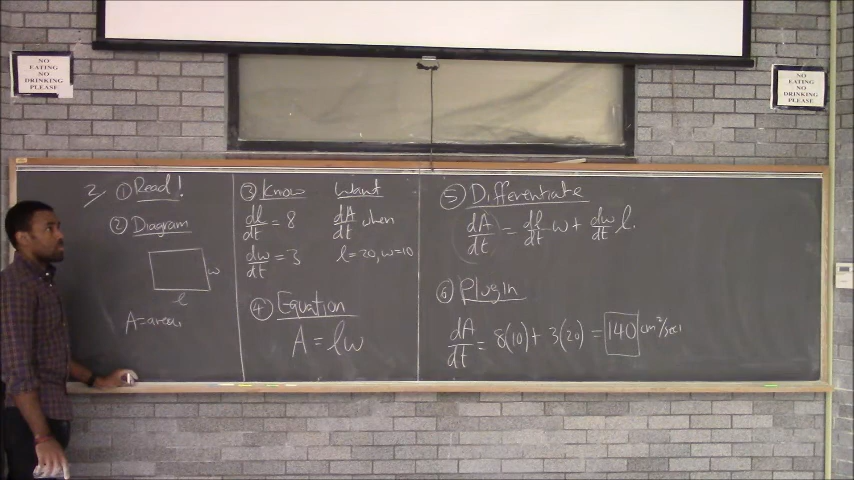 NO
EATING
NO
DRINKING
PLEASE
NO
EATING
NO
DRINKING
PLEASE
2. ① Read!
② Diagram
w
l
A = area.
③ Know Want
dl/dt = 8 dA/dt when
dw/dt = 3 l = 20, w = 10
④ Equation
A = lw
⑤ Differentiate
dA/dt = dl/dt w + dw/dt l.
⑥ Plug in
dA/dt = 8(10) + 3(20) = 140 cm²/sec